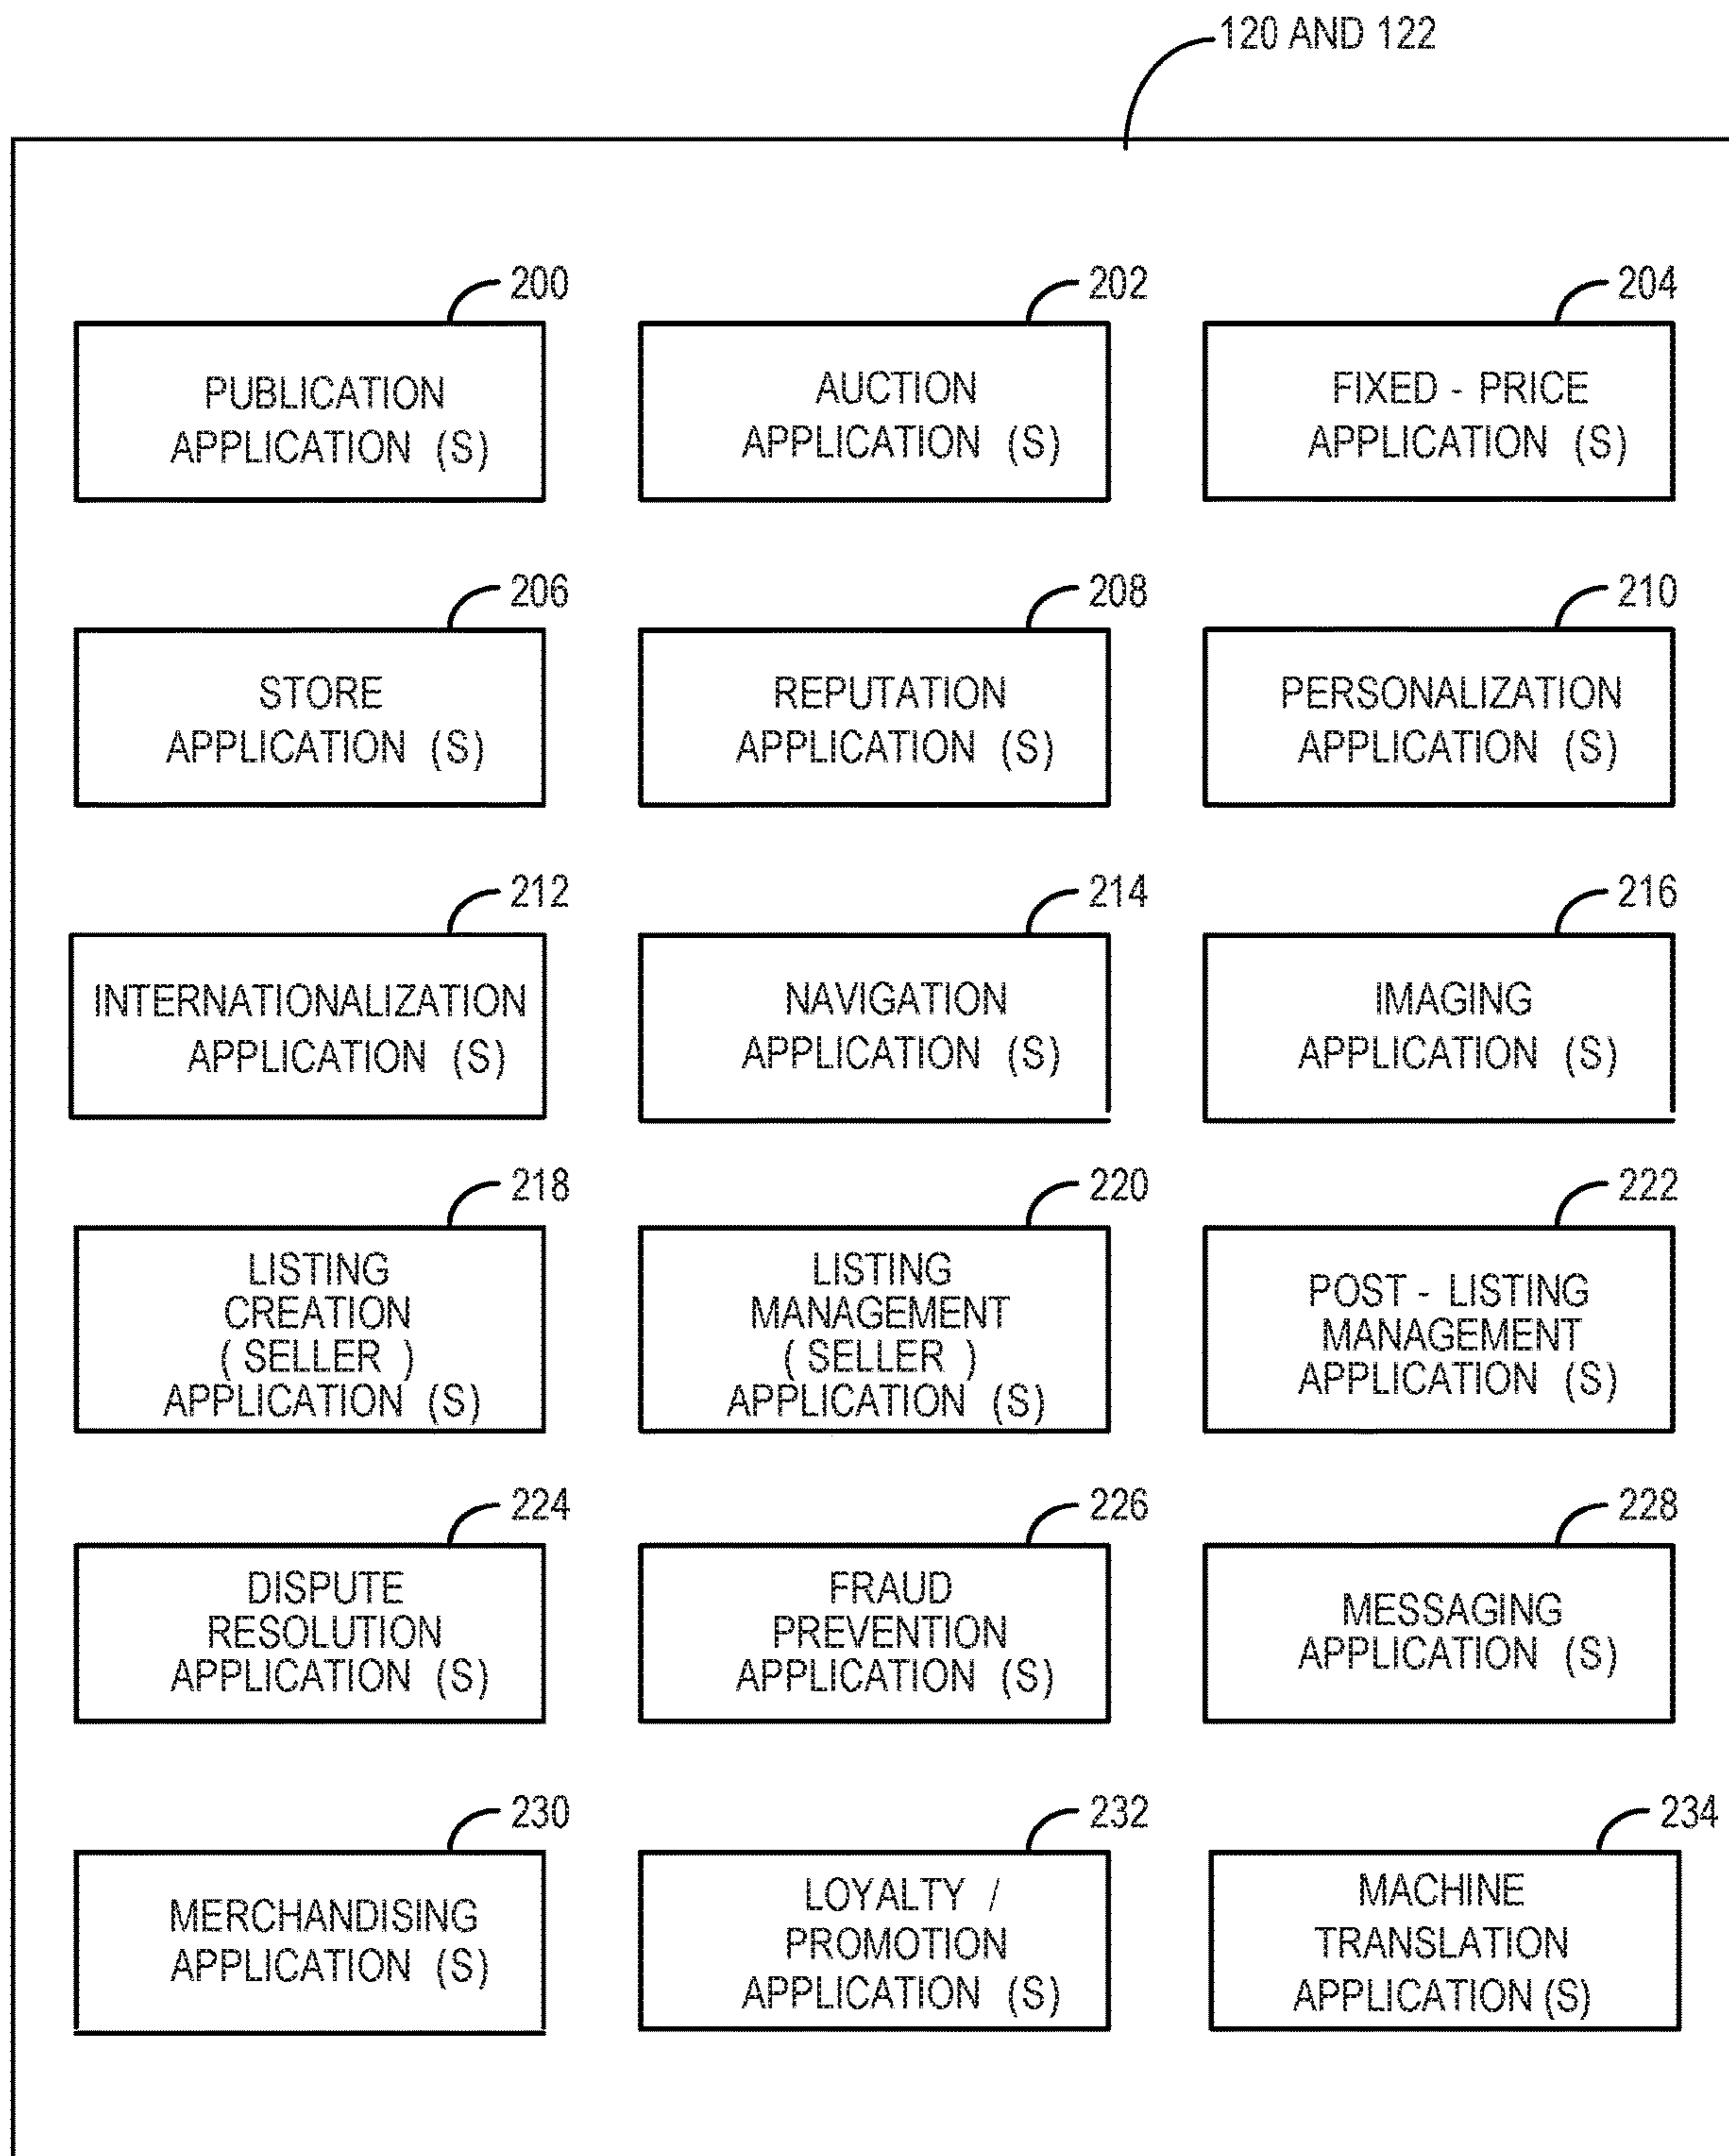 120 AND 122
200
PUBLICATION
APPLICATION (S)
202
AUCTION
APPLICATION (S)
204
FIXED - PRICE
APPLICATION (S)
206
STORE
APPLICATION (S)
208
REPUTATION
APPLICATION (S)
210
PERSONALIZATION
APPLICATION (S)
212
INTERNATIONALIZATION
APPLICATION (S)
214
NAVIGATION
APPLICATION (S)
216
IMAGING
APPLICATION (S)
218
LISTING
CREATION
( SELLER )
APPLICATION (S)
220
LISTING
MANAGEMENT
( SELLER )
APPLICATION (S)
222
POST - LISTING
MANAGEMENT
APPLICATION (S)
224
DISPUTE
RESOLUTION
APPLICATION (S)
226
FRAUD
PREVENTION
APPLICATION (S)
228
MESSAGING
APPLICATION (S)
230
MERCHANDISING
APPLICATION (S)
232
LOYALTY /
PROMOTION
APPLICATION (S)
234
MACHINE
TRANSLATION
APPLICATION (S)